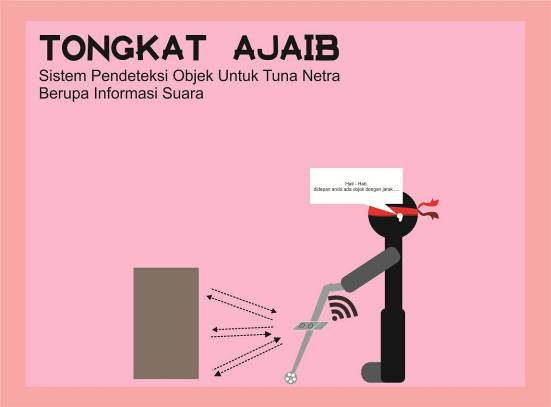 TONGKAT AJAIB
Sistem Pendeteksi Objek Untuk Tuna Netra
Berupa Informasi Suara
Hati - Hati,
didepan anda ada objek dengan jarak ....